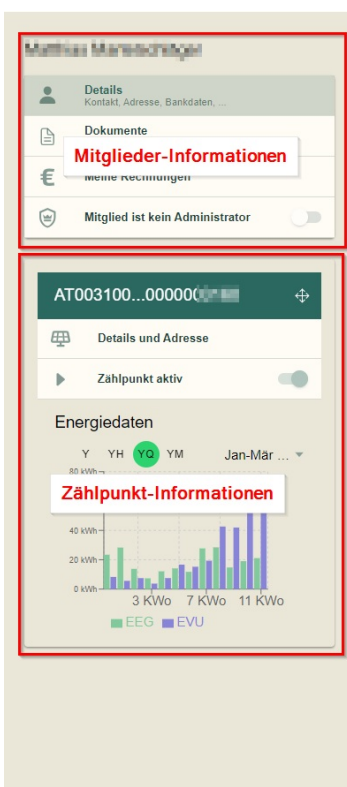 Details
Kontakt, Adresse, Bankdaten, ...
Dokumente
Mitglieder-Informationen
Meine Rechnungen
Mitglied ist kein Administrator
AT003100...000000
Details und Adresse
Zählpunkt aktiv
Energiedaten
Y YH YQ YM Jan-Mär ...
80 kWh
Zählpunkt-Informationen
40 kWh
20 kWh
0 kWh
3 KWo 7 KWo 11 KWo
EEG EVU